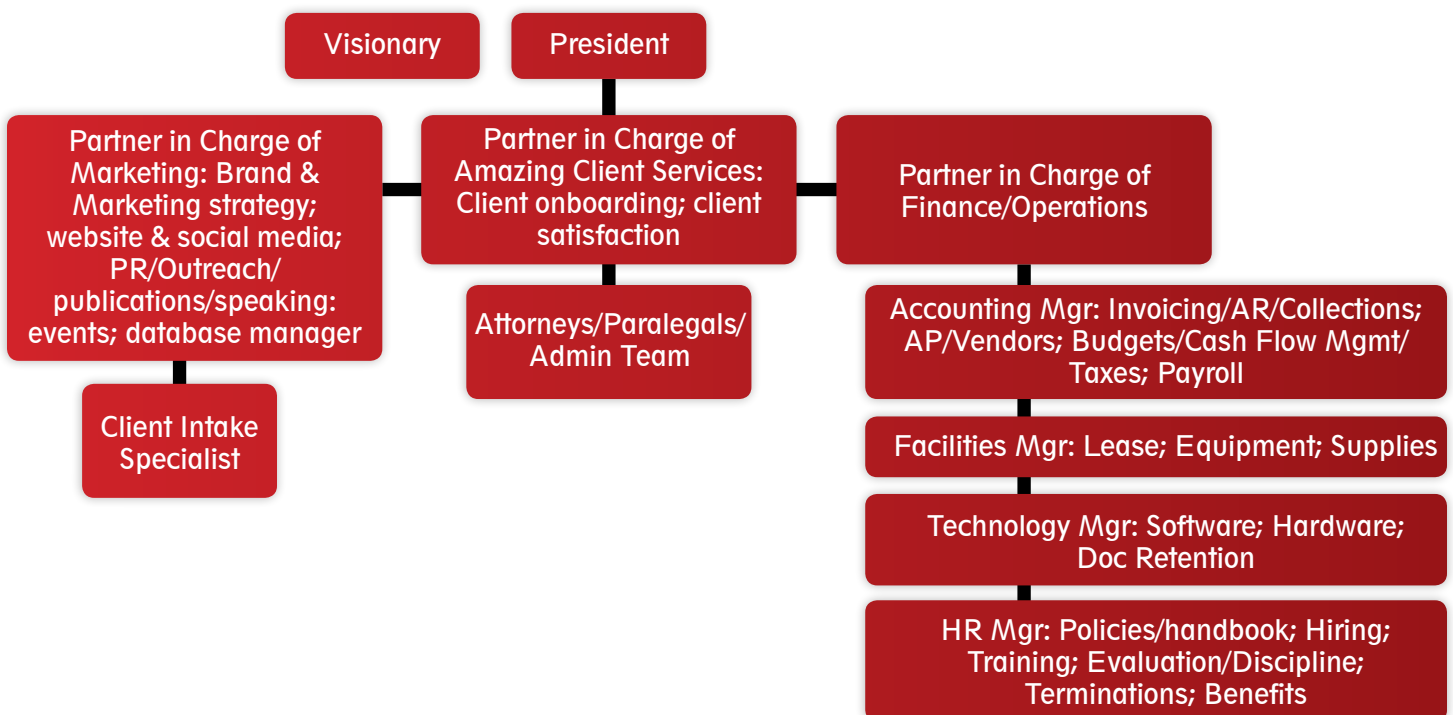 Visionary
President
Partner in Charge of
Marketing: Brand &
Marketing strategy;
website & social media;
PR/Outreach/
publications/speaking:
events; database manager
Partner in Charge of
Amazing Client Services:
Client onboarding; client
satisfaction
Partner in Charge of
Finance/Operations
Client Intake
Specialist
Attorneys/Paralegals/
Admin Team
Accounting Mgr: Invoicing/AR/Collections;
AP/Vendors; Budgets/Cash Flow Mgmt/
Taxes; Payroll
Facilities Mgr: Lease; Equipment; Supplies
Technology Mgr: Software; Hardware;
Doc Retention
HR Mgr: Policies/handbook; Hiring;
Training; Evaluation/Discipline;
Terminations; Benefits